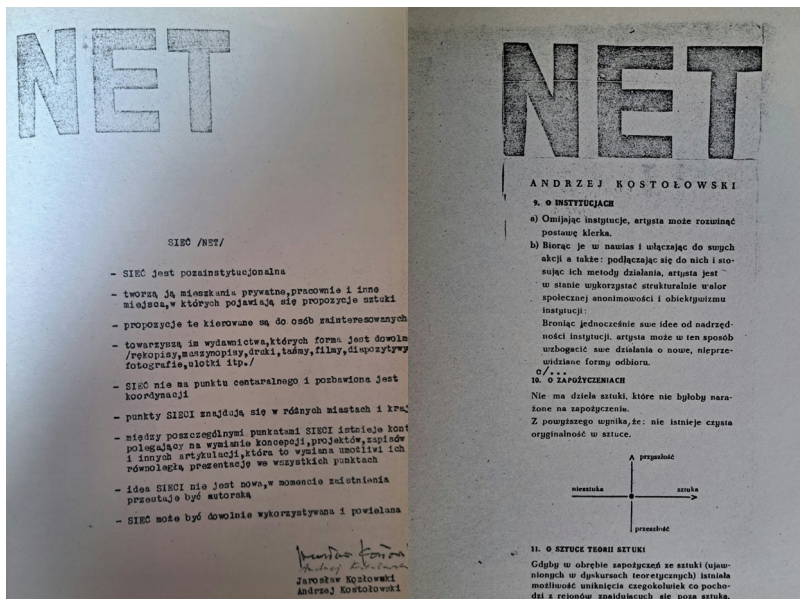 NET
SIEĆ /NET/
- SIEĆ jest pozainstytucjonalna
- tworzą ją mieszkania prywatne,pracownie i inne
miejsca,w których pojawiają się propozycje sztuki
- propozycje te kierowane są do osób zainteresowanych
- towarzyszą im wydawnictwa,których forma jest dowoln
/rękopisy,maszynopisy,druki,taśmy,filmy,diapozytywy
fotografie,ulotki itp./
- SIEĆ nie ma punktu centaralnego i pozbawiona jest
koordynacji
- punkty SIECI znajdują się w różnych miastach i kraj
- między poszczególnymi punkatami SIECI istnieje kont
polegający na wymianie koncepcji,projektów,zapisów
i innych artykulacji,która to wymiana umożliwi ich
równoległą prezentację we wszystkich punktach
- idea SIECI nie jest nowa,w momencie zaistnienia
przestaje być autorską
- SIEĆ może być dowolnie wykorzystywana i powielana
Jarosław Kozłowski
Andrzej Kostołowski
NET
ANDRZEJ KOSTOŁOWSKI
9. O INSTYTUCJACH
a) Omijając instytucje, artysta może rozwinąć
postawę klerka.
b) Biorąc je w nawias i włączając do swych
akcji a także: podłączając się do nich i sto-
sując ich metody działania, artysta jest
w stanie wykorzystać strukturalnie walor
społecznej anonimowości i obiektywizmu
instytucji:
Broniąc jednocześnie swe idee od nadrzęd-
ności instytucji, artysta może w ten sposób
wzbogacić swe działania o nowe, nieprze-
widziane formy odbioru.
c/...
10. O ZAPOŻYCZENIACH
Nie ma dzieła sztuki, które nie byłoby nara-
żone na zapożyczenia.
Z powyższego wynika, że: nie istnieje czysta
oryginalność w sztuce.
przyszłość
niesztuka
sztuka
przeszłość
11. O SZTUCE TEORII SZTUKI
Gdyby w obrębie zapożyczeń ze sztuki (ujaw-
nionych w dyskursach teoretycznych) istniała
możliwość uniknięcia czegokolwiek co pocho-
dzi z rejonów znajdujących się poza sztuką,